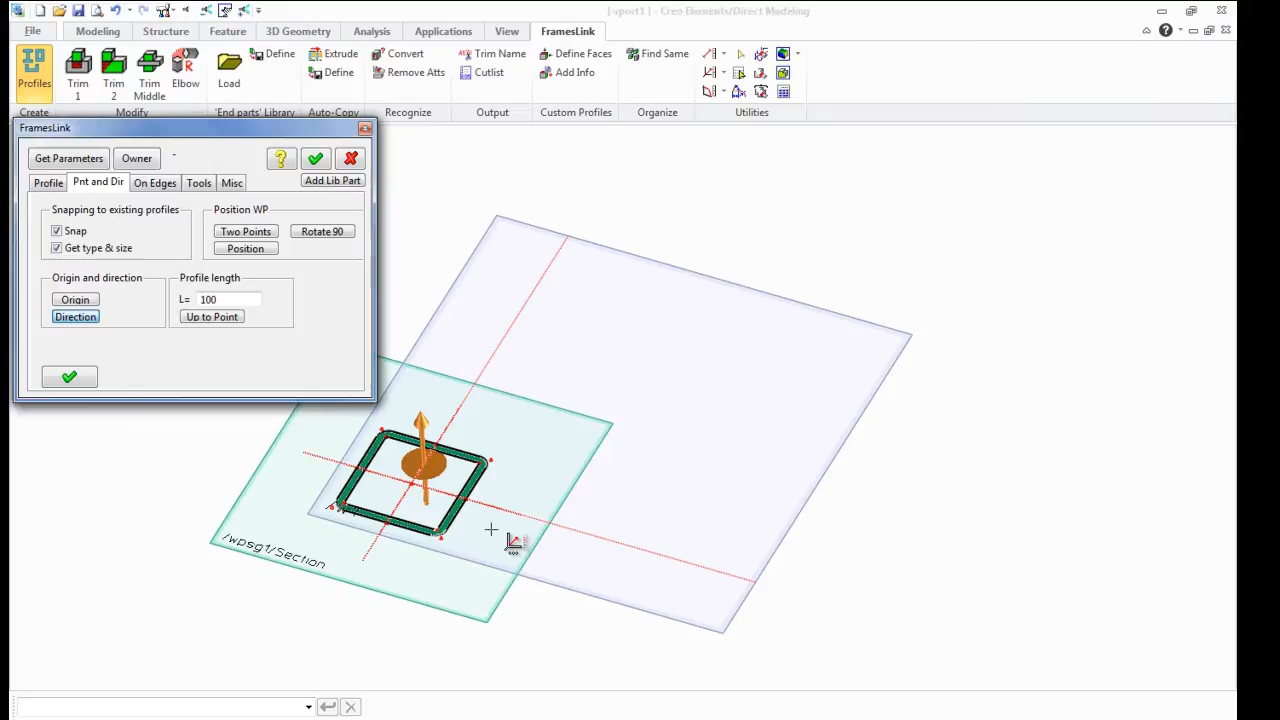 [ vport1 ] - Creo Elements/Direct Modeling
File Modeling Structure Feature 3D Geometry Analysis Applications View FramesLink
Profiles
Trim 1
Trim 2
Trim Middle
Elbow
Load
Define
Extrude
Define
Convert
Remove Atts
Trim Name
Cutlist
Define Faces
Add Info
Find Same
Create Modify 'End parts' Library Auto-Copy Recognize Output Custom Profiles Organize Utilities
FramesLink
Get Parameters Owner -
Profile Pnt and Dir On Edges Tools Misc Add Lib Part
Snapping to existing profiles Position WP
Snap Two Points Rotate 90
Get type & size Position
Origin and direction Profile length
Origin L= 100
Direction Up to Point
/wpsg1/Section